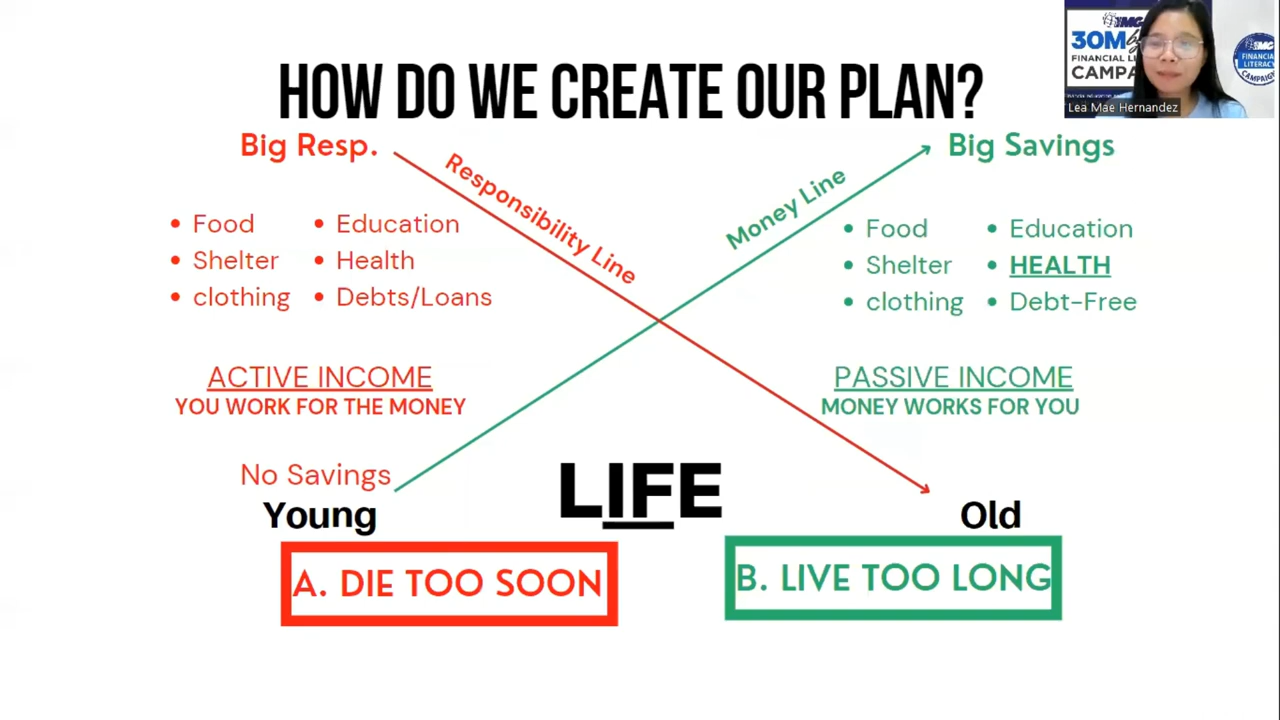 HOW DO WE CREATE OUR PLAN?
IMG
30M
FINANCIAL LI
CAMPA
Lea Mae Hernandez
IMG
FINANCIAL
LITERACY
CAMPAIGN
Big Resp.
Responsibility Line
Money Line
Big Savings
• Food
• Shelter
• clothing
• Education
• Health
• Debts/Loans
• Food
• Shelter
• clothing
• Education
• HEALTH
• Debt-Free
ACTIVE INCOME
YOU WORK FOR THE MONEY
PASSIVE INCOME
MONEY WORKS FOR YOU
No Savings
Young
LIFE
Old
A. DIE TOO SOON
B. LIVE TOO LONG